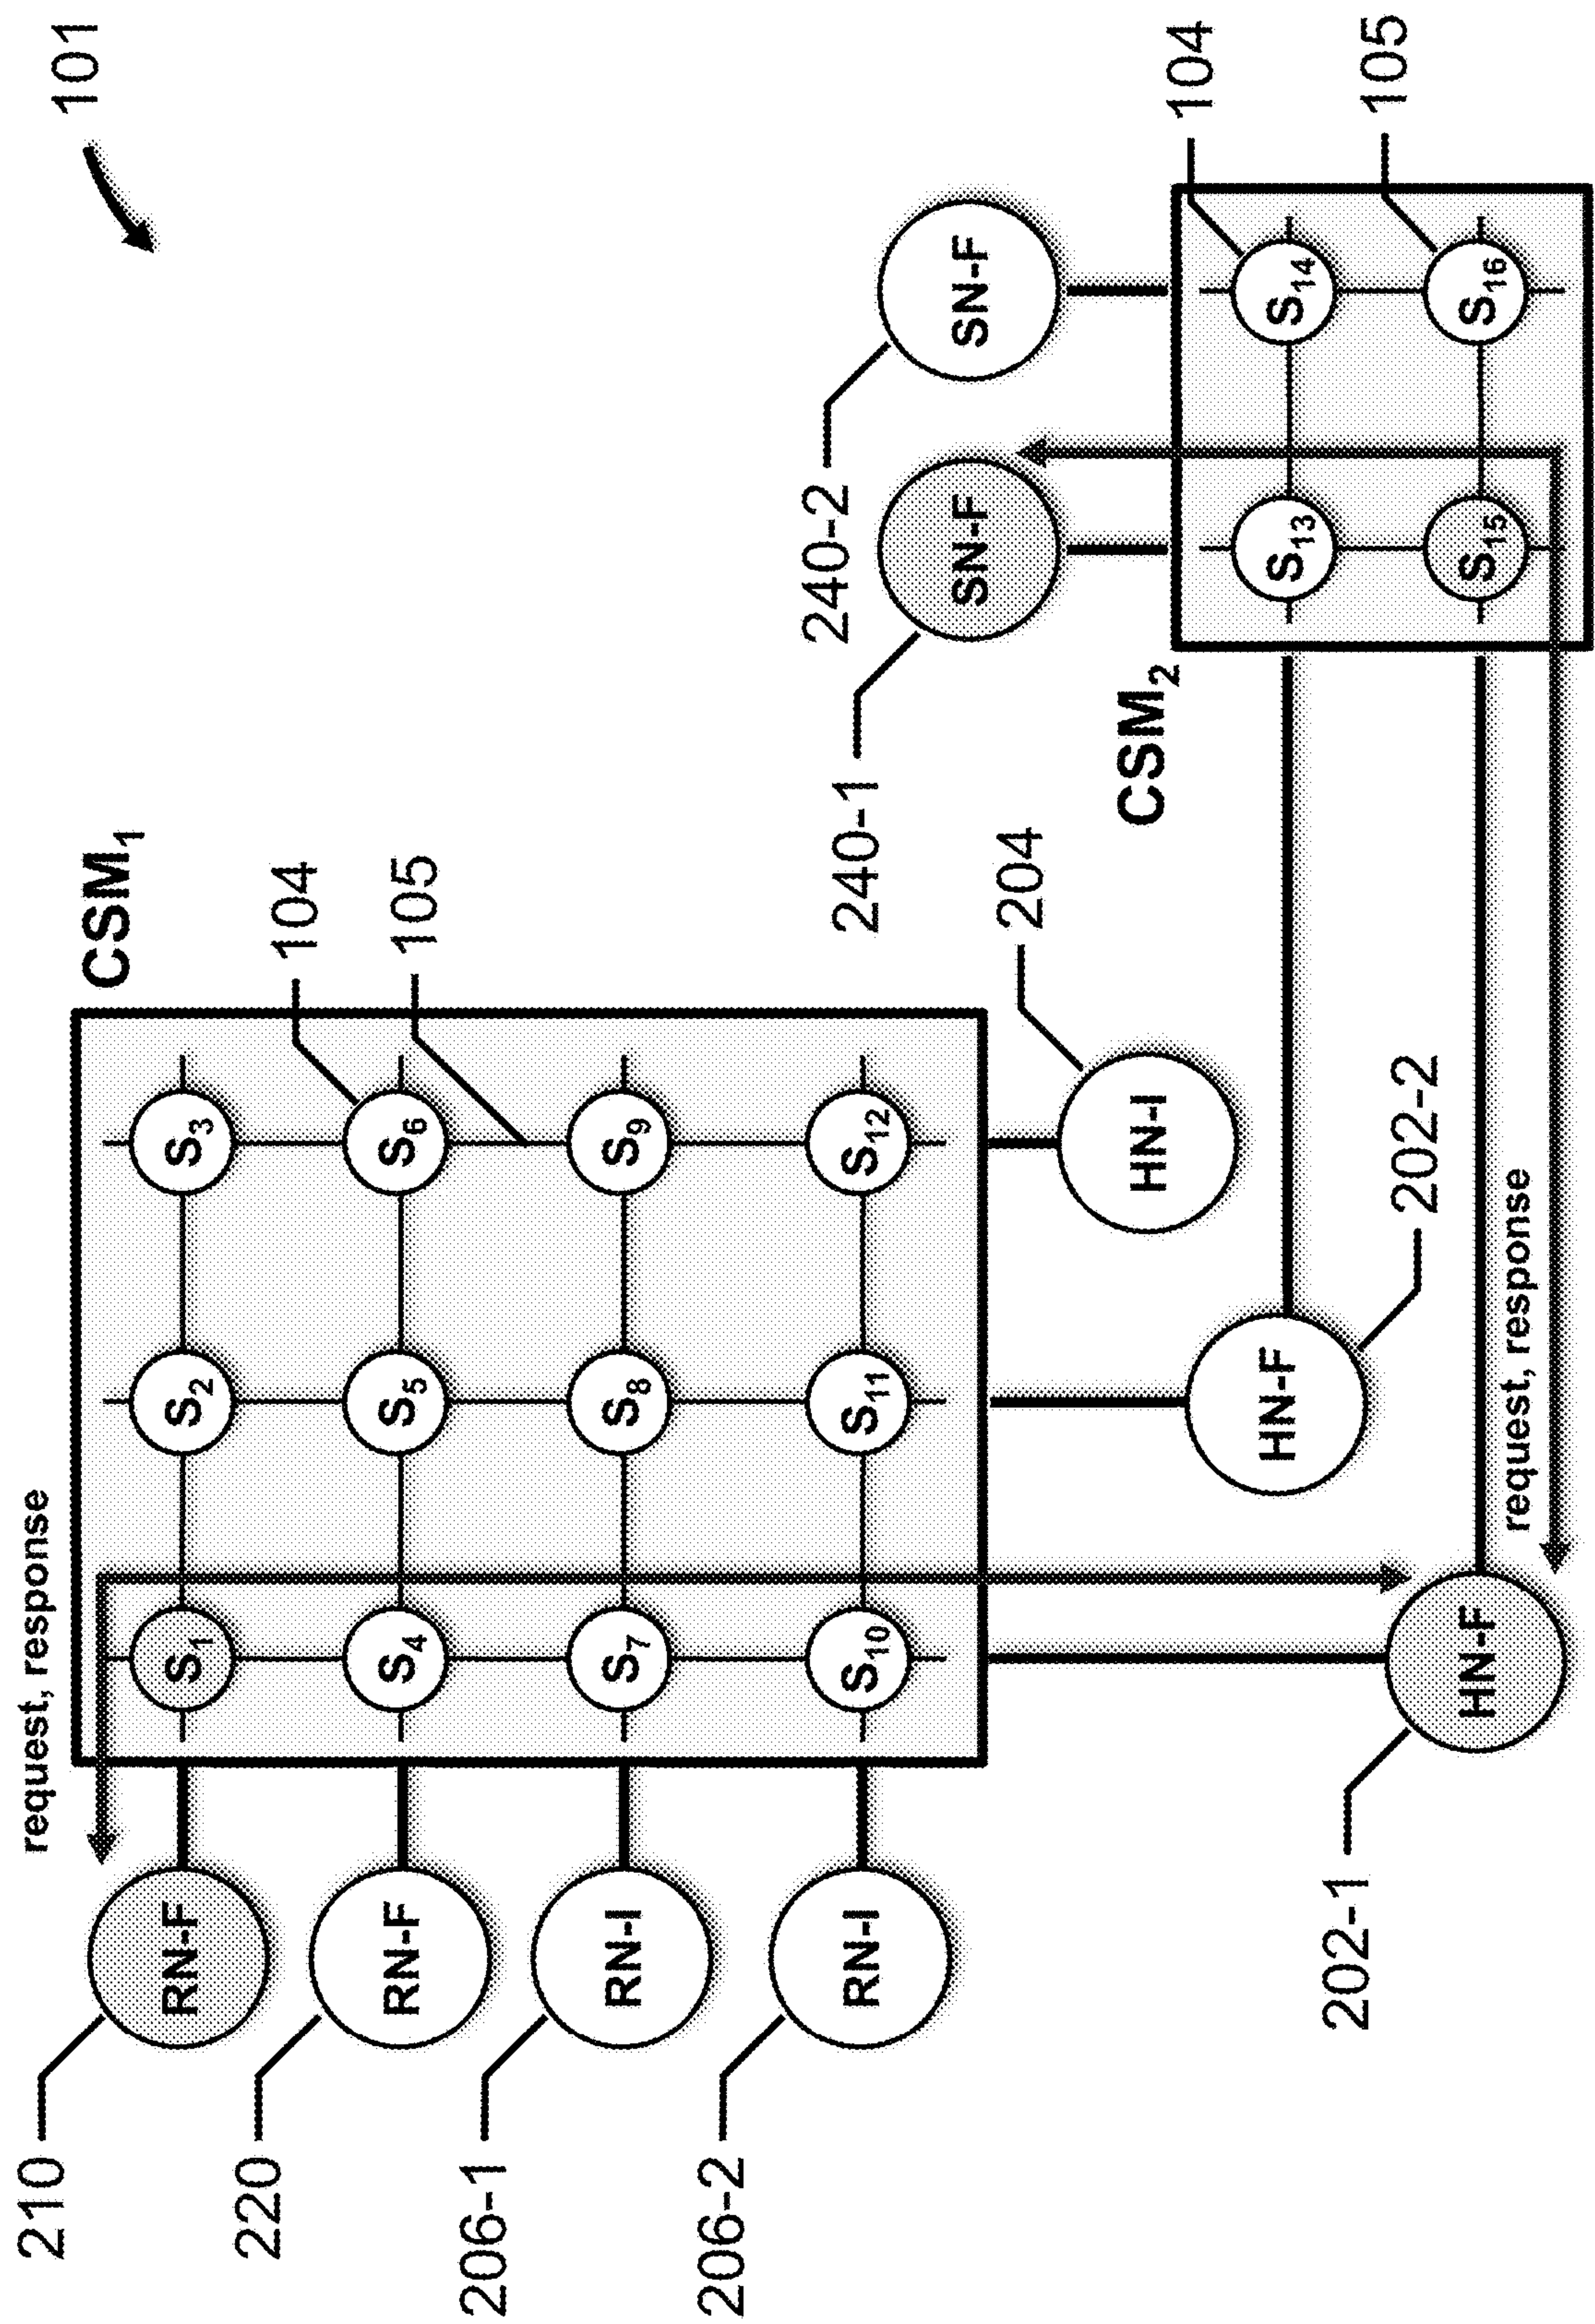 101
CSM1
104
105
request, response
210
RN-F
S1
S2
S3
220
RN-F
S4
S5
S6
206-1
RN-I
S7
S8
S9
206-2
RN-I
S10
S11
S12
HN-I
204
HN-F
202-2
202-1
HN-F
request, response
240-2
SN-F
240-1
SN-F
CSM2
104
105
S13
S14
S15
S16